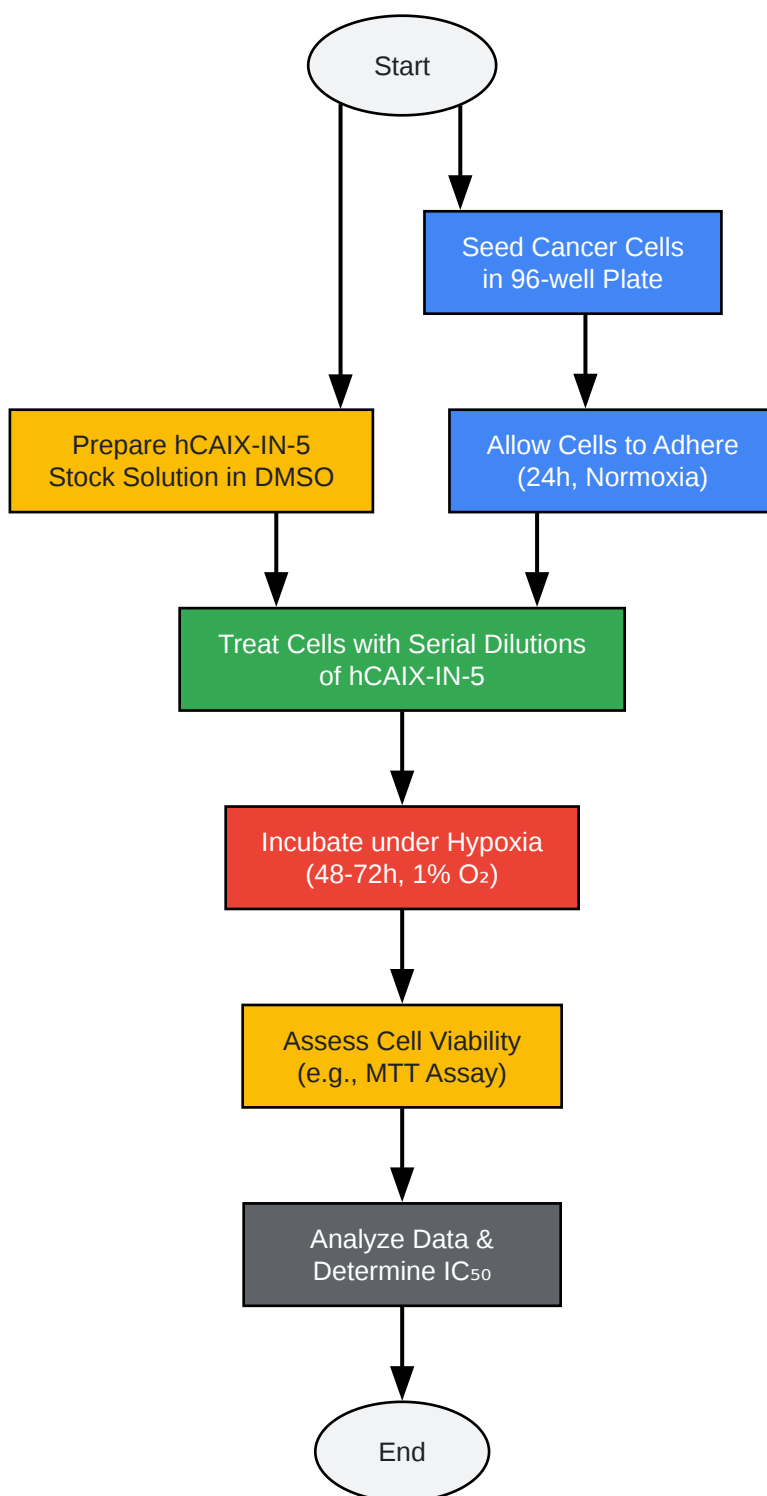 Start
Seed Cancer Cells
in 96-well Plate
Prepare hCAIX-IN-5
Stock Solution in DMSO
Allow Cells to Adhere
(24h, Normoxia)
Treat Cells with Serial Dilutions
of hCAIX-IN-5
Incubate under Hypoxia
(48-72h, 1% O₂)
Assess Cell Viability
(e.g., MTT Assay)
Analyze Data &
Determine IC₅₀
End